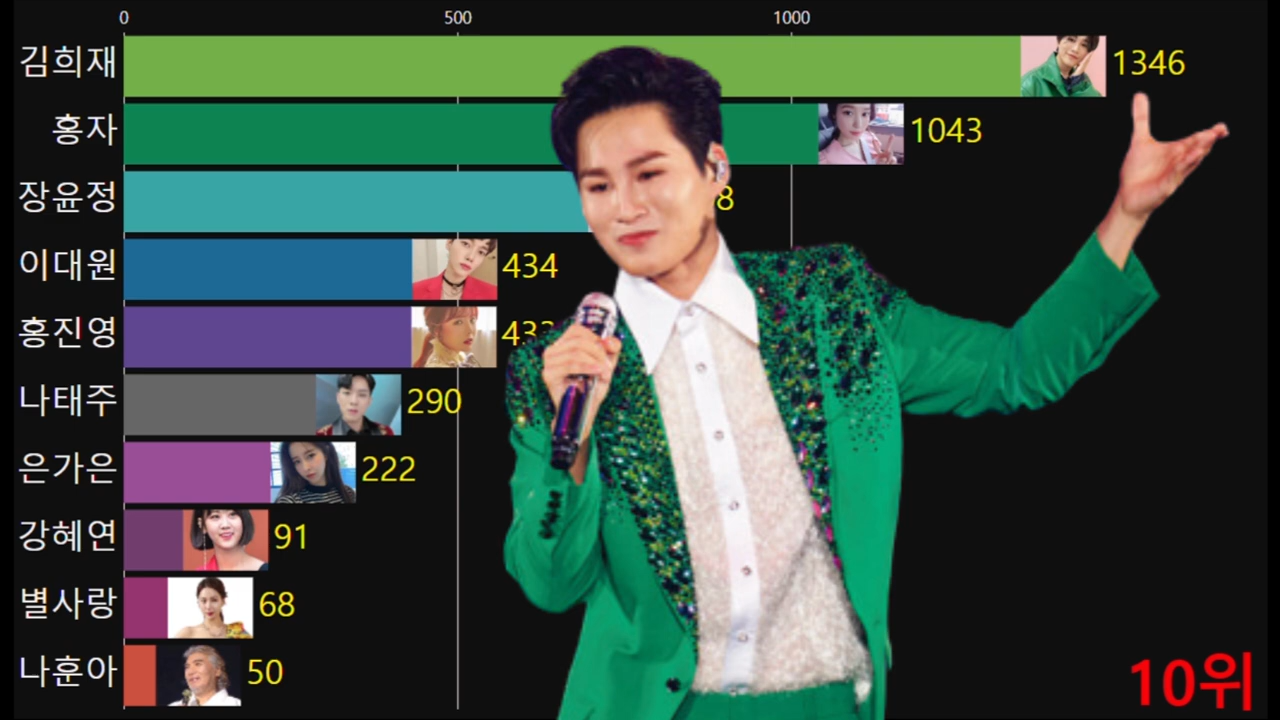 0 500 1000
김희재 1346
홍자 1043
장윤정 8
이대원 434
홍진영 433
나태주 290
은가은 222
강혜연 91
별사랑 68
나훈아 50
10위